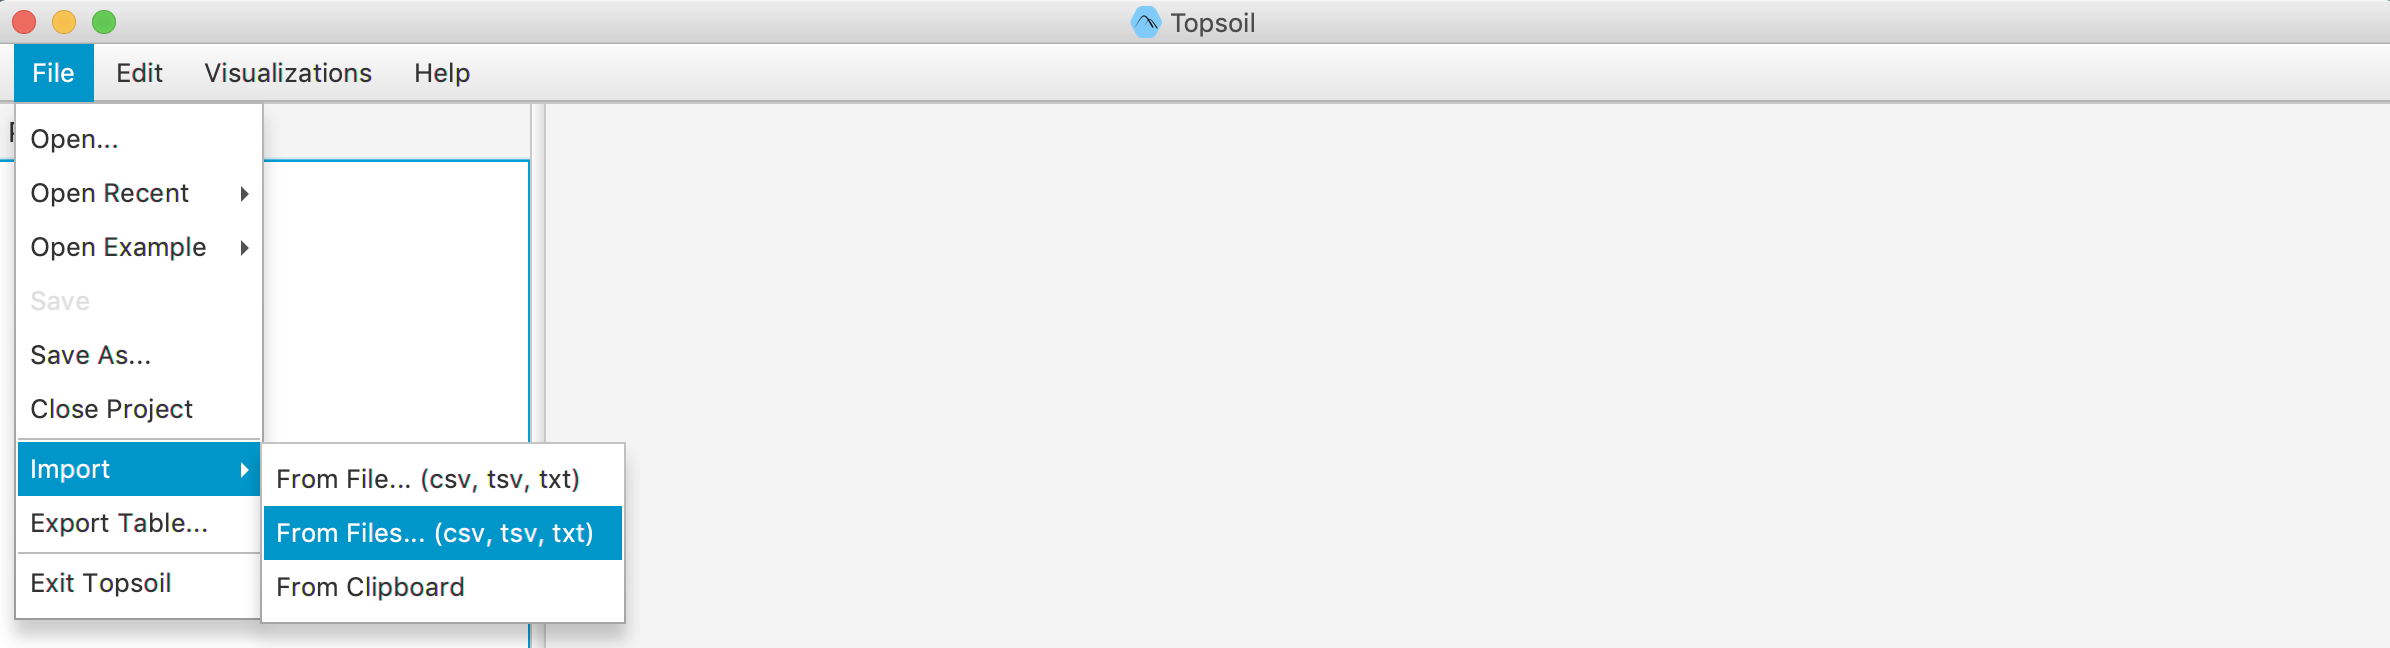 Topsoil
File Edit Visualizations Help
Open...
Open Recent
Open Example
Save
Save As...
Close Project
Import
From File... (csv, tsv, txt)
Export Table...
From Files... (csv, tsv, txt)
Exit Topsoil
From Clipboard